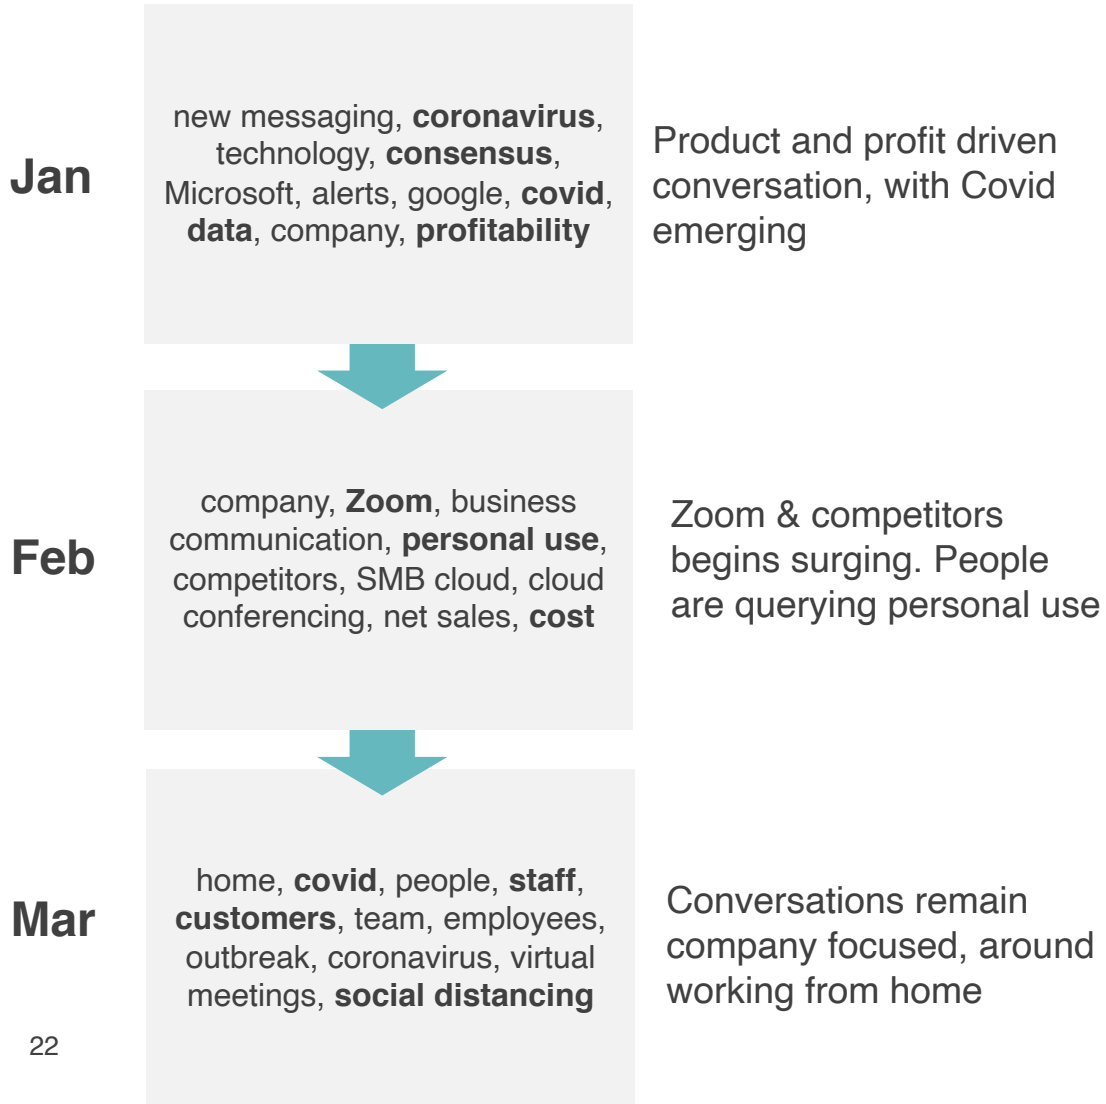 Jan
new messaging, coronavirus,
technology, consensus,
Microsoft, alerts, google, covid,
data, company, profitability
Product and profit driven
conversation, with Covid
emerging
Feb
company, Zoom, business
communication, personal use,
competitors, SMB cloud, cloud
conferencing, net sales, cost
Zoom & competitors
begins surging. People
are querying personal use
Mar
home, covid, people, staff,
customers, team, employees,
outbreak, coronavirus, virtual
meetings, social distancing
Conversations remain
company focused, around
working from home
22